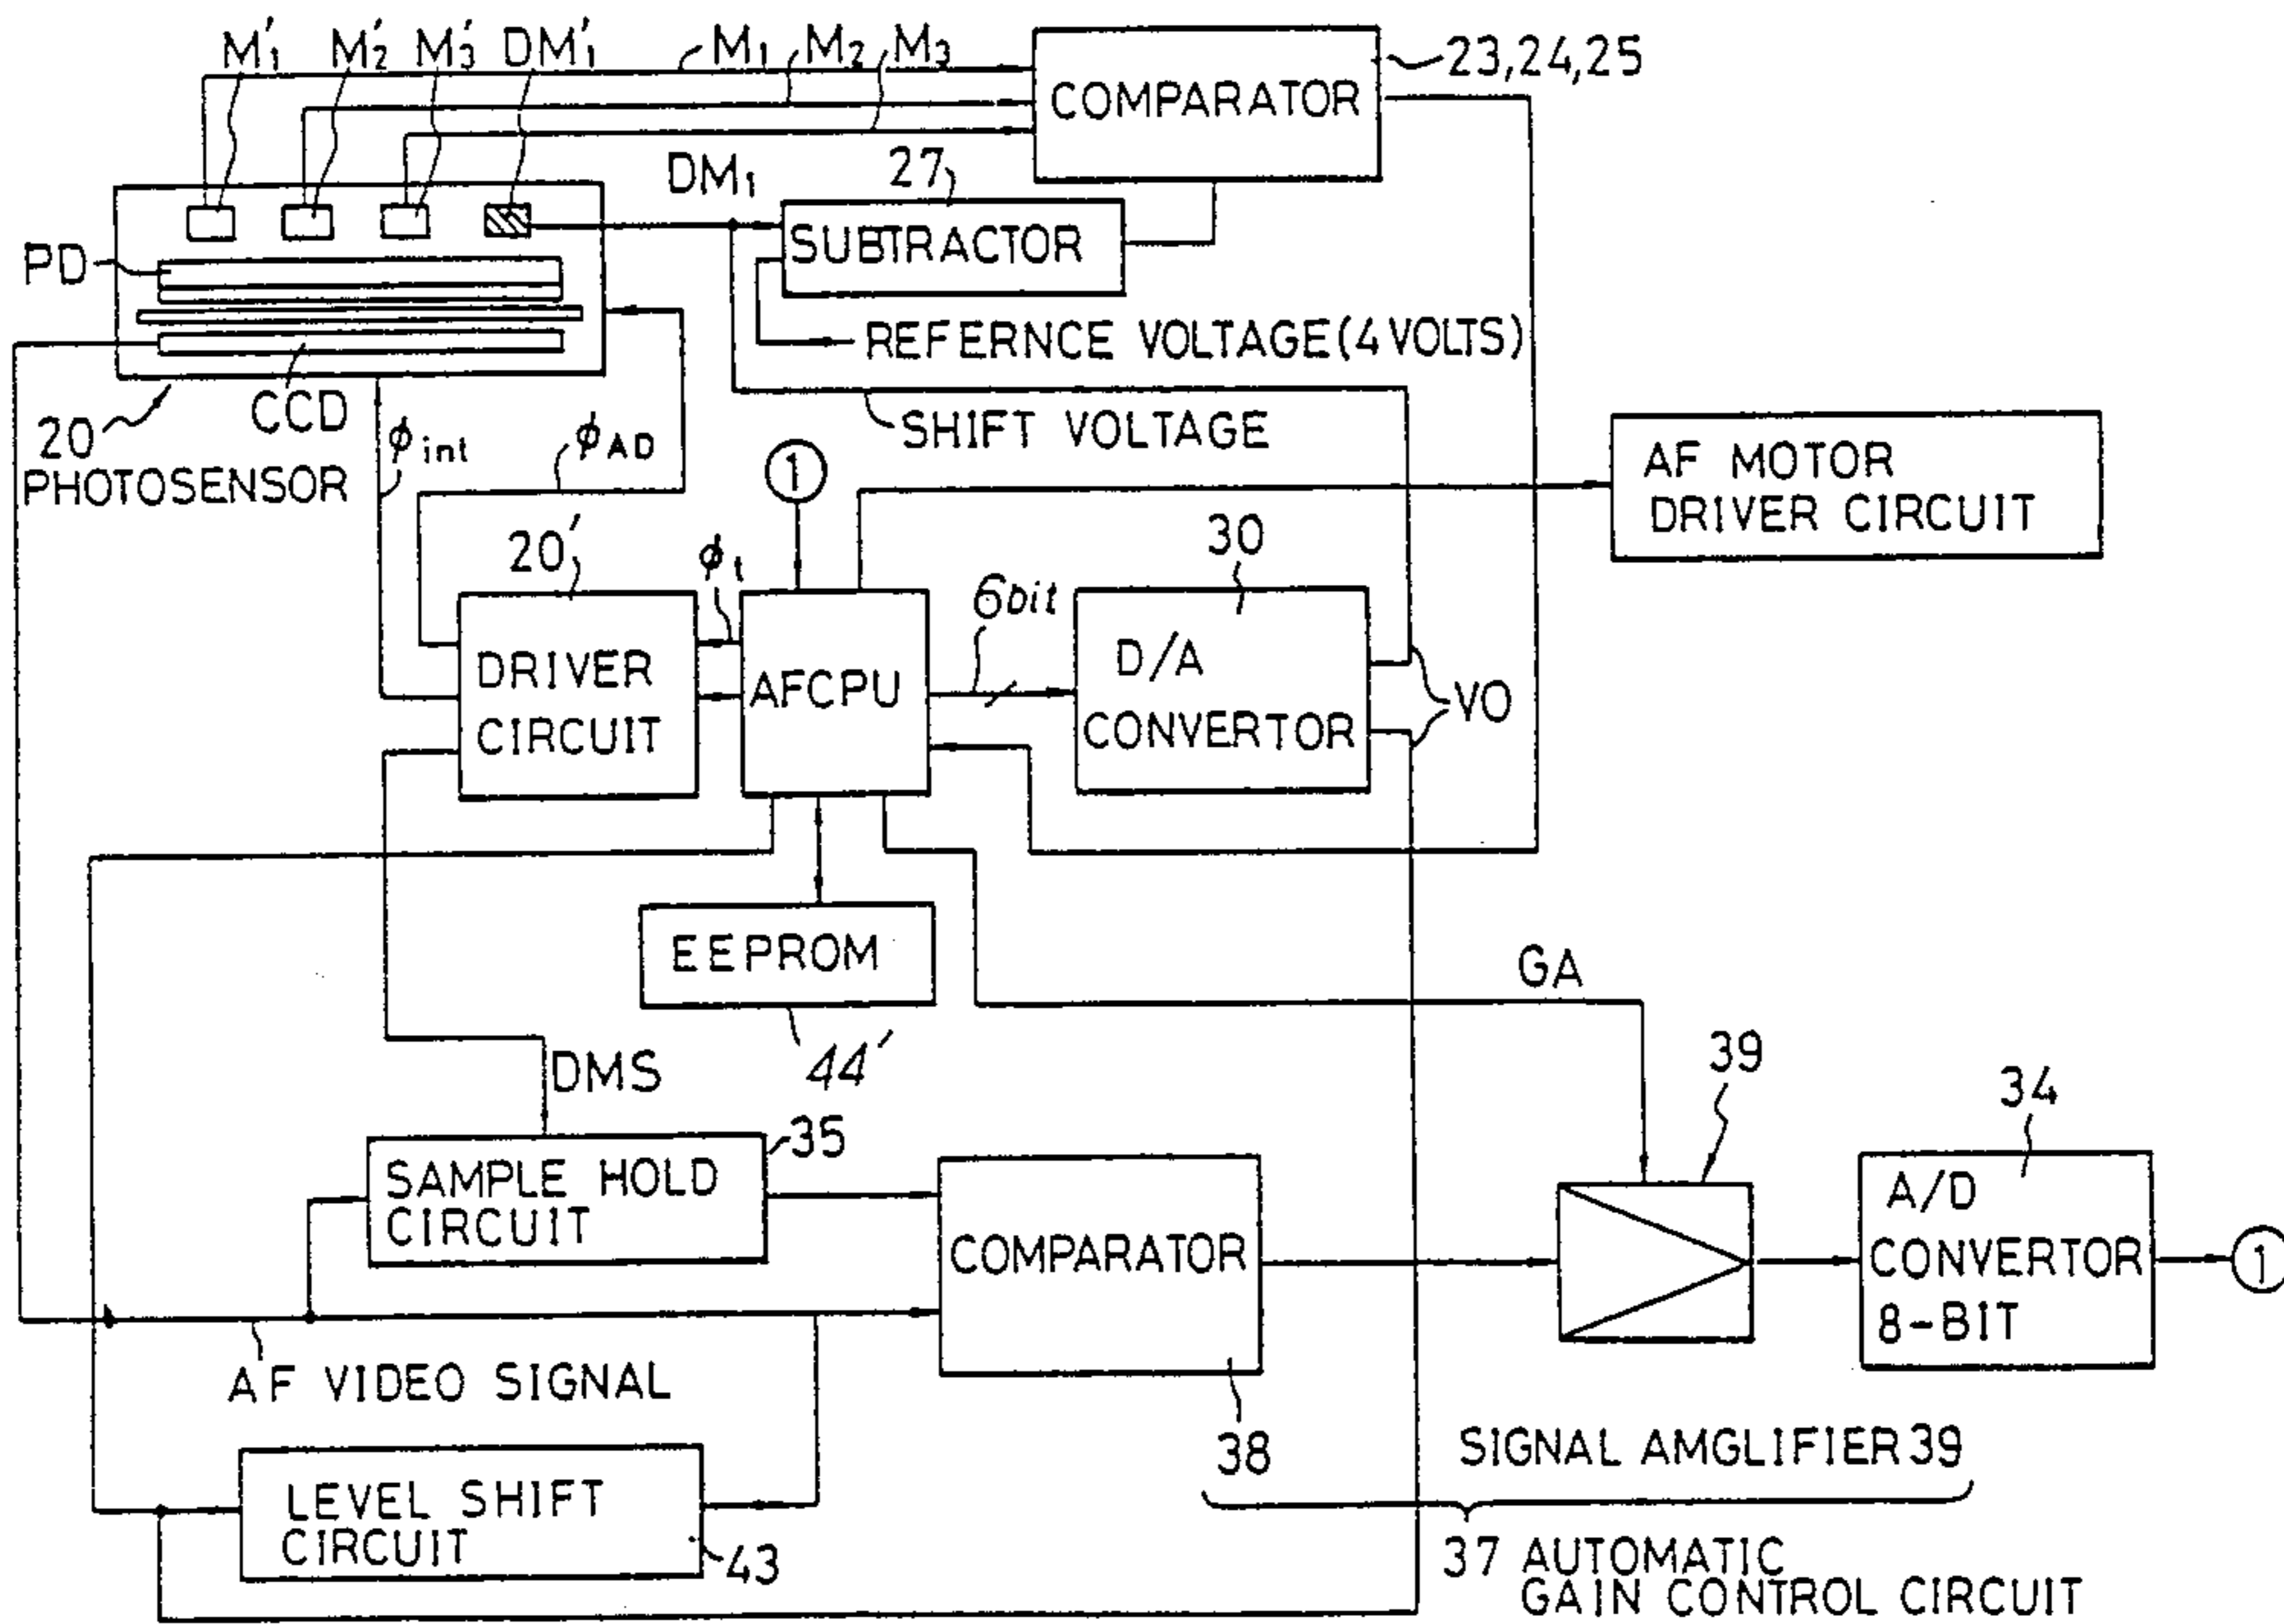 M'1 M'2 M'3 DM'1 M1 M2 M3
23,24,25
COMPARATOR
DM1
27
SUBTRACTOR
PD
REFERNCE VOLTAGE(4 VOLTS)
CCD
20
PHOTOSENSOR
ϕint
ϕAD
SHIFT VOLTAGE
1
AF MOTOR
DRIVER CIRCUIT
20'
ϕt
6bit
30
DRIVER
CIRCUIT
AFCPU
D/A
CONVERTOR
VO
EEPROM
44'
GA
DMS
39
34
35
SAMPLE HOLD
CIRCUIT
COMPARATOR
A/D
CONVERTOR
8-BIT
1
AF VIDEO SIGNAL
38
SIGNAL AMGLIFIER 39
LEVEL SHIFT
CIRCUIT
43
37 AUTOMATIC
GAIN CONTROL CIRCUIT